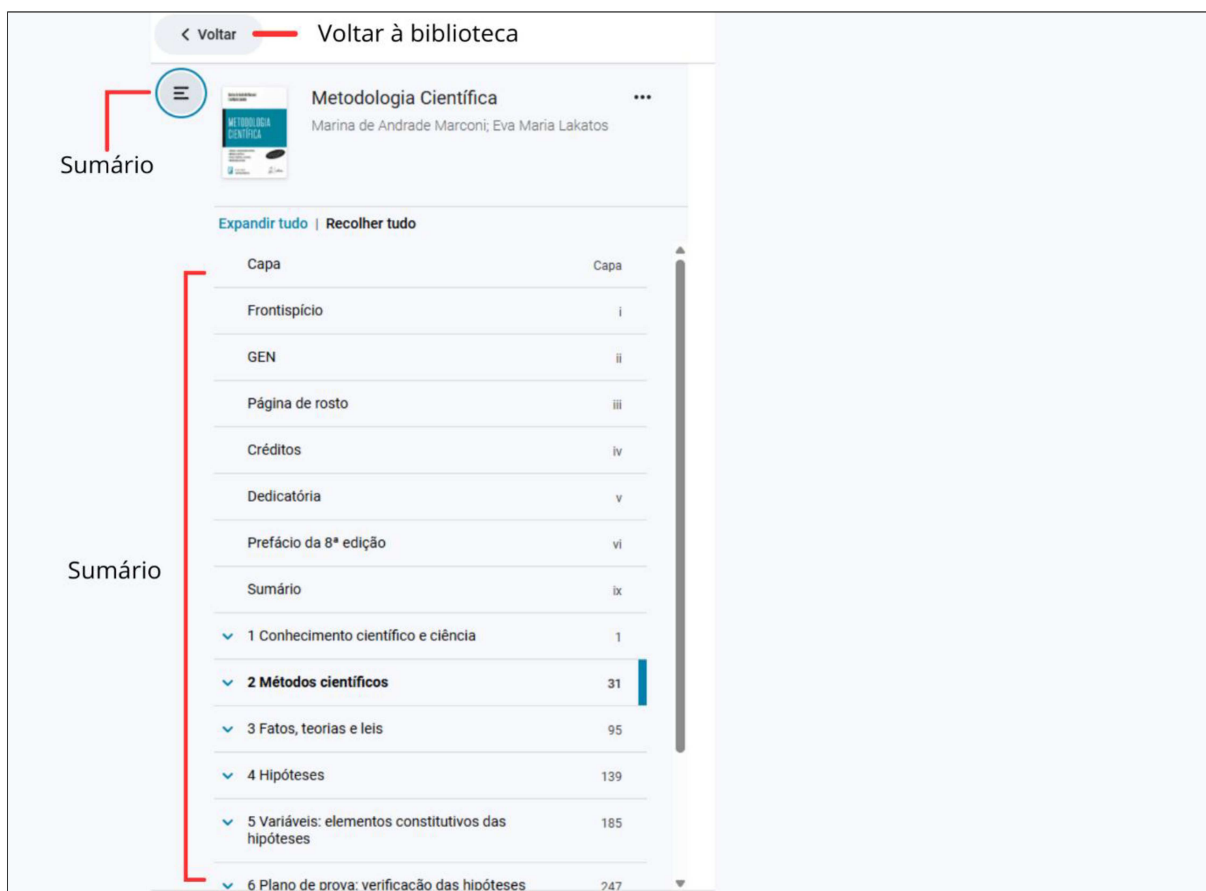 Voltar
Voltar à biblioteca
Sumário
METODOLOGIA
CIENTÍFICA
Metodologia Científica
Marina de Andrade Marconi; Eva Maria Lakatos
Expandir tudo | Recolher tudo
Capa Capa
Frontispício i
GEN ii
Página de rosto iii
Créditos iv
Dedicatória v
Prefácio da 8ª edição vi
Sumário
Sumário ix
1 Conhecimento científico e ciência 1
2 Métodos científicos 31
3 Fatos, teorias e leis 95
4 Hipóteses 139
5 Variáveis: elementos constitutivos das 185
hipóteses
6 Plano de prova: verificação das hipóteses 247